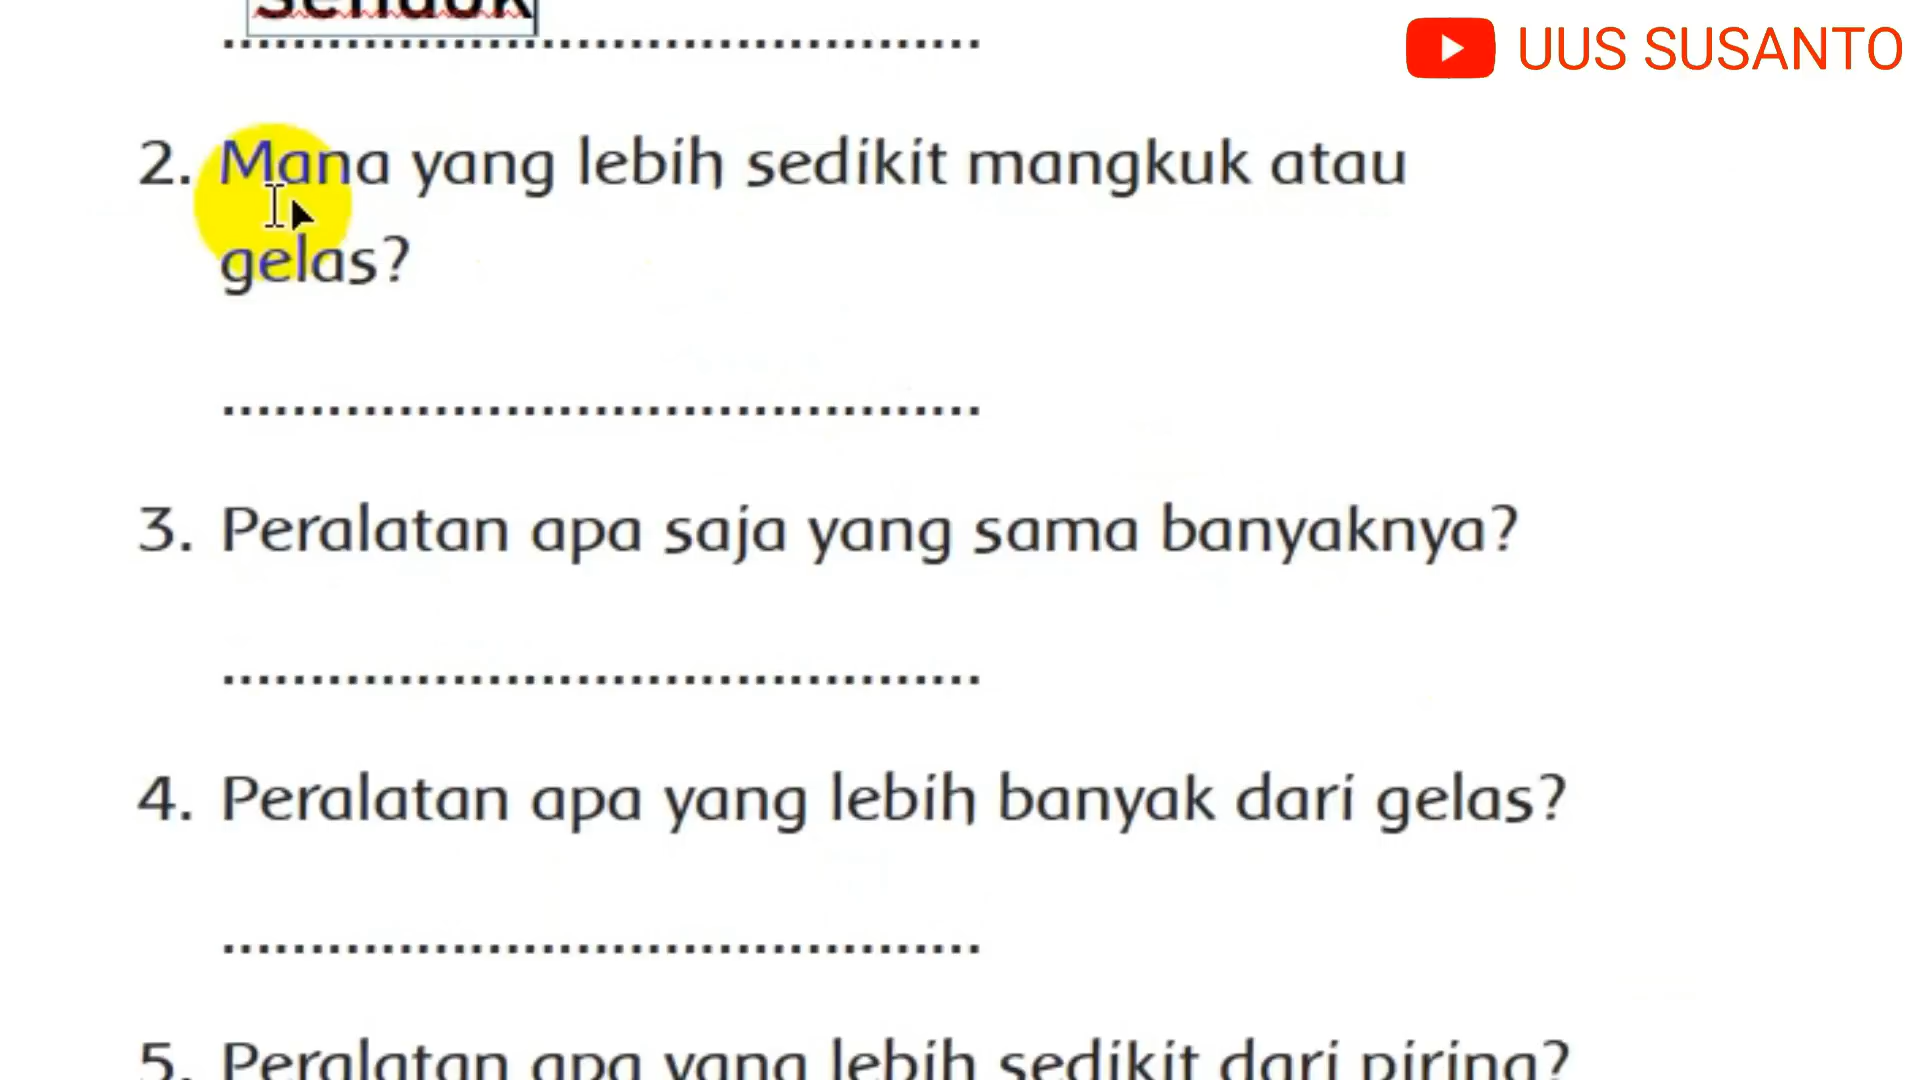 Senduk
UUS SUSANTO
2. Mana yang lebih sedikit mangkuk atau
gelas?
3. Peralatan apa saja yang sama banyaknya?
4. Peralatan apa yang lebih banyak dari gelas?
5. Peralatan apa yang lebih sedikit dari piring?